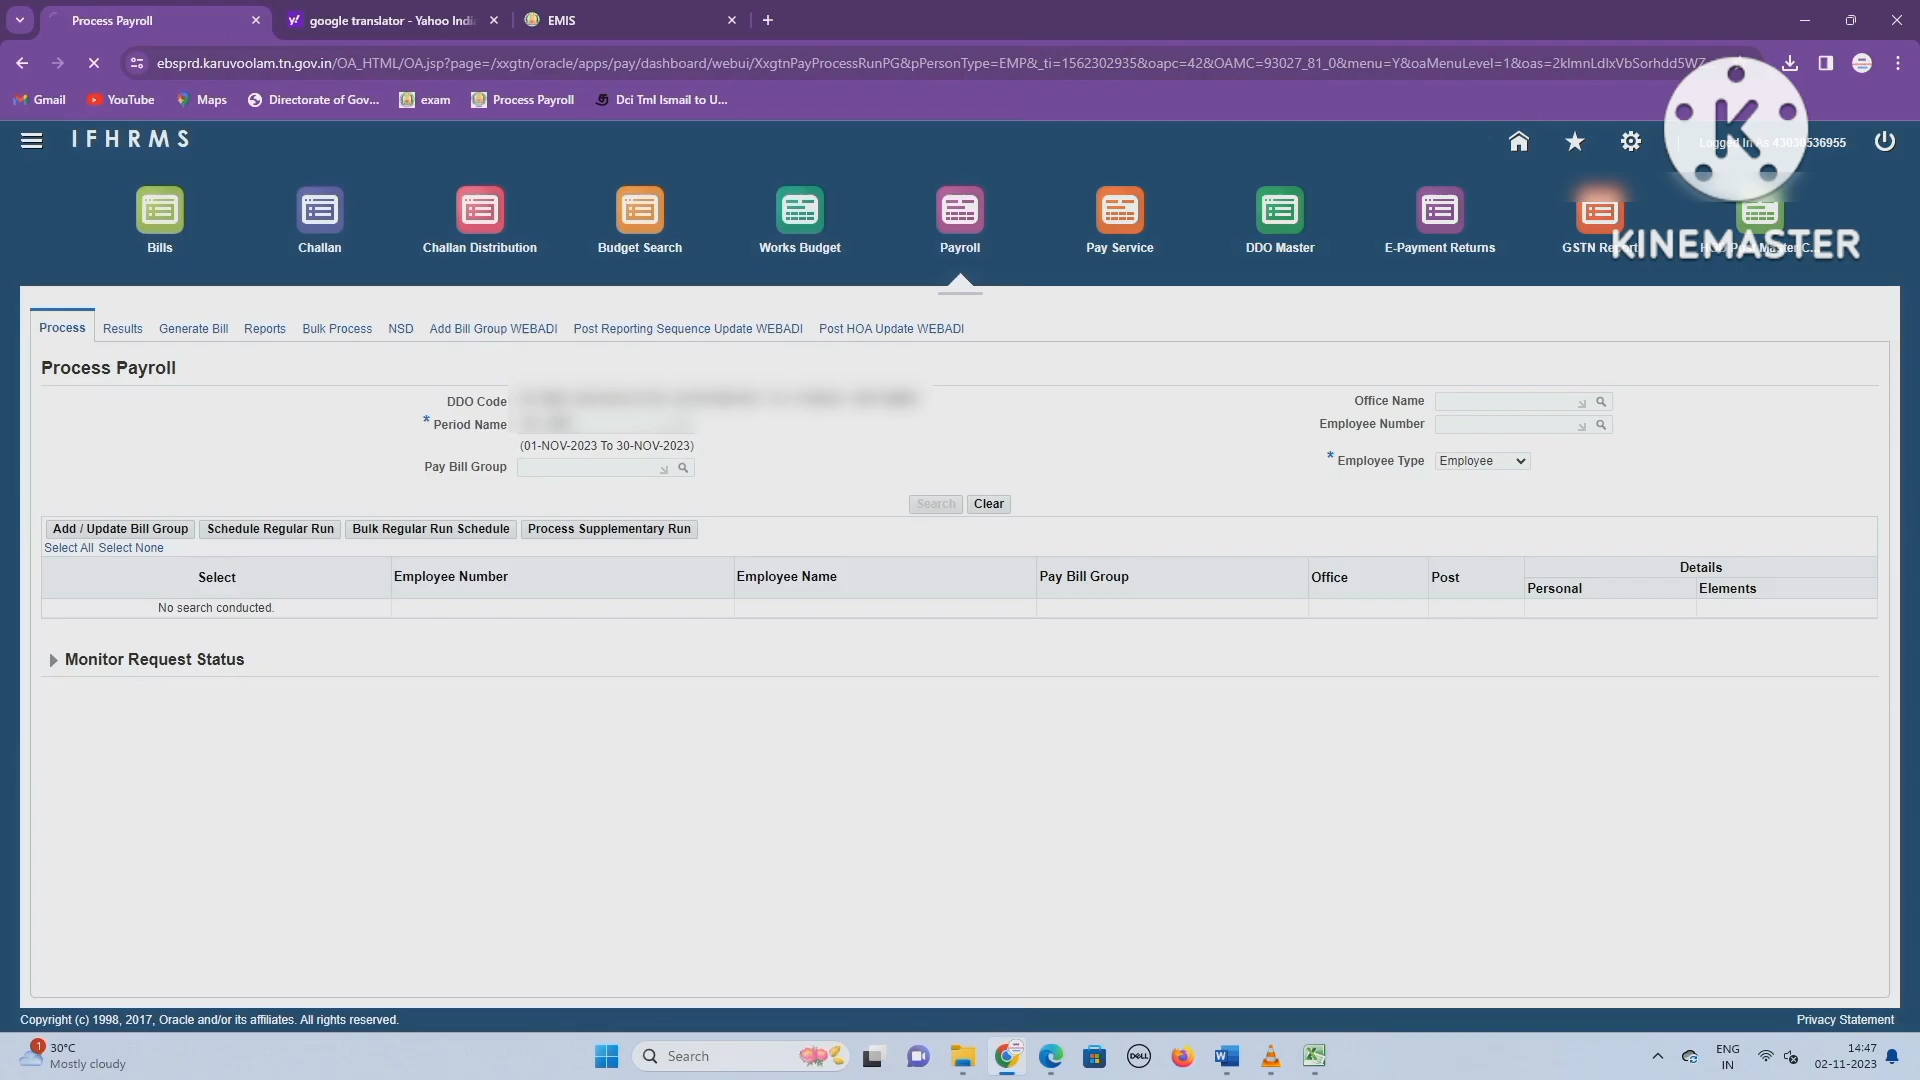 Process Payroll
google translator - Yahoo Indi
EMIS
ebsprd.karuvoolam.tn.gov.in/OA_HTML/OA.jsp?page=/xxgtn/oracle/apps/pay/dashboard/webui/XxgtnPayProcessRunPG&pPersonType=EMP&_ti=1562302935&oapc=42&OAMC=93027_81_0&menu=Y&oaMenuLevel=1&oas=2klmnLdlxVbSorhdd5WZ
Gmail
YouTube
Maps
Directorate of Gov...
exam
Process Payroll
Dci Tml Ismail to U...
IFHRMS
Logged In As 43030536955
K
Bills
Challan
Challan Distribution
Budget Search
Works Budget
Payroll
Pay Service
DDO Master
E-Payment Returns
GSTN Report
KINEMASTER
Process
Results
Generate Bill
Reports
Bulk Process
NSD
Add Bill Group WEBADI
Post Reporting Sequence Update WEBADI
Post HOA Update WEBADI
Process Payroll
DDO Code
Office Name
* Period Name
Employee Number
(01-NOV-2023 To 30-NOV-2023)
Pay Bill Group
* Employee Type Employee
Search
Clear
Add / Update Bill Group
Schedule Regular Run
Bulk Regular Run Schedule
Process Supplementary Run
Select All Select None
Select
Employee Number
Employee Name
Pay Bill Group
Office
Post
Details
Personal
Elements
No search conducted.
Monitor Request Status
Copyright (c) 1998, 2017, Oracle and/or its affiliates. All rights reserved.
Privacy Statement
1
30°C
Mostly cloudy
Search
DELL
ENG
IN
14:47
02-11-2023